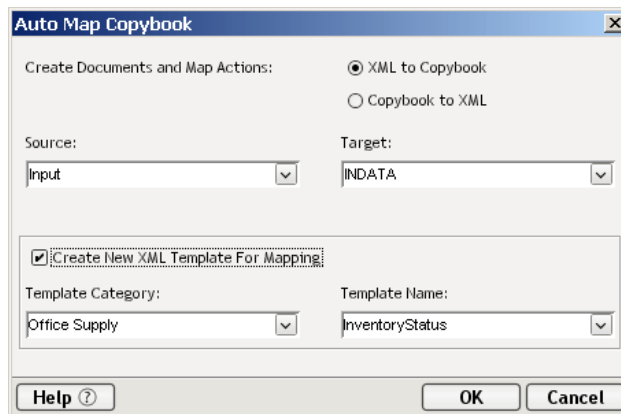 Auto Map Copybook
Create Documents and Map Actions: XML to Copybook
Copybook to XML
Source: Target:
Input INDATA
Create New XML Template For Mapping
Template Category: Template Name:
Office Supply InventoryStatus
Help ? OK Cancel